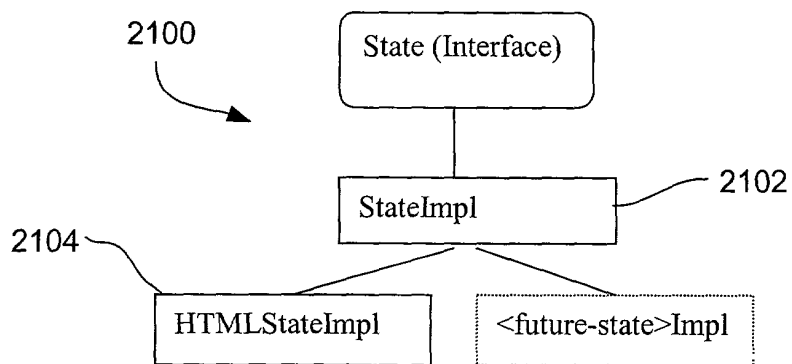 2100
State (Interface)
StateImpl
2102
2104
HTMLStateImpl
<future-state>Impl